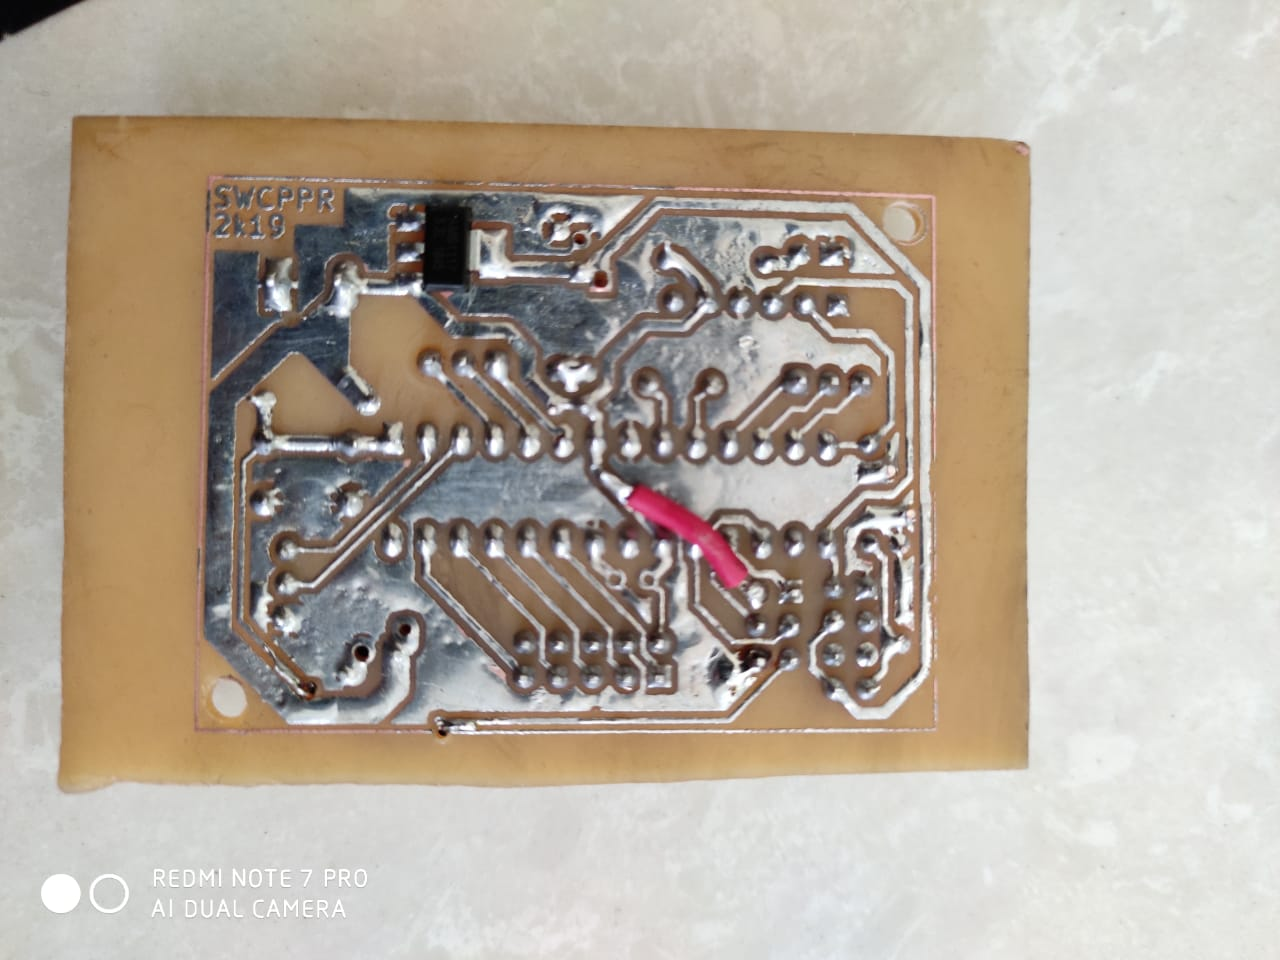 SWCPPR
2k19
REDMI NOTE 7 PRO
AI DUAL CAMERA